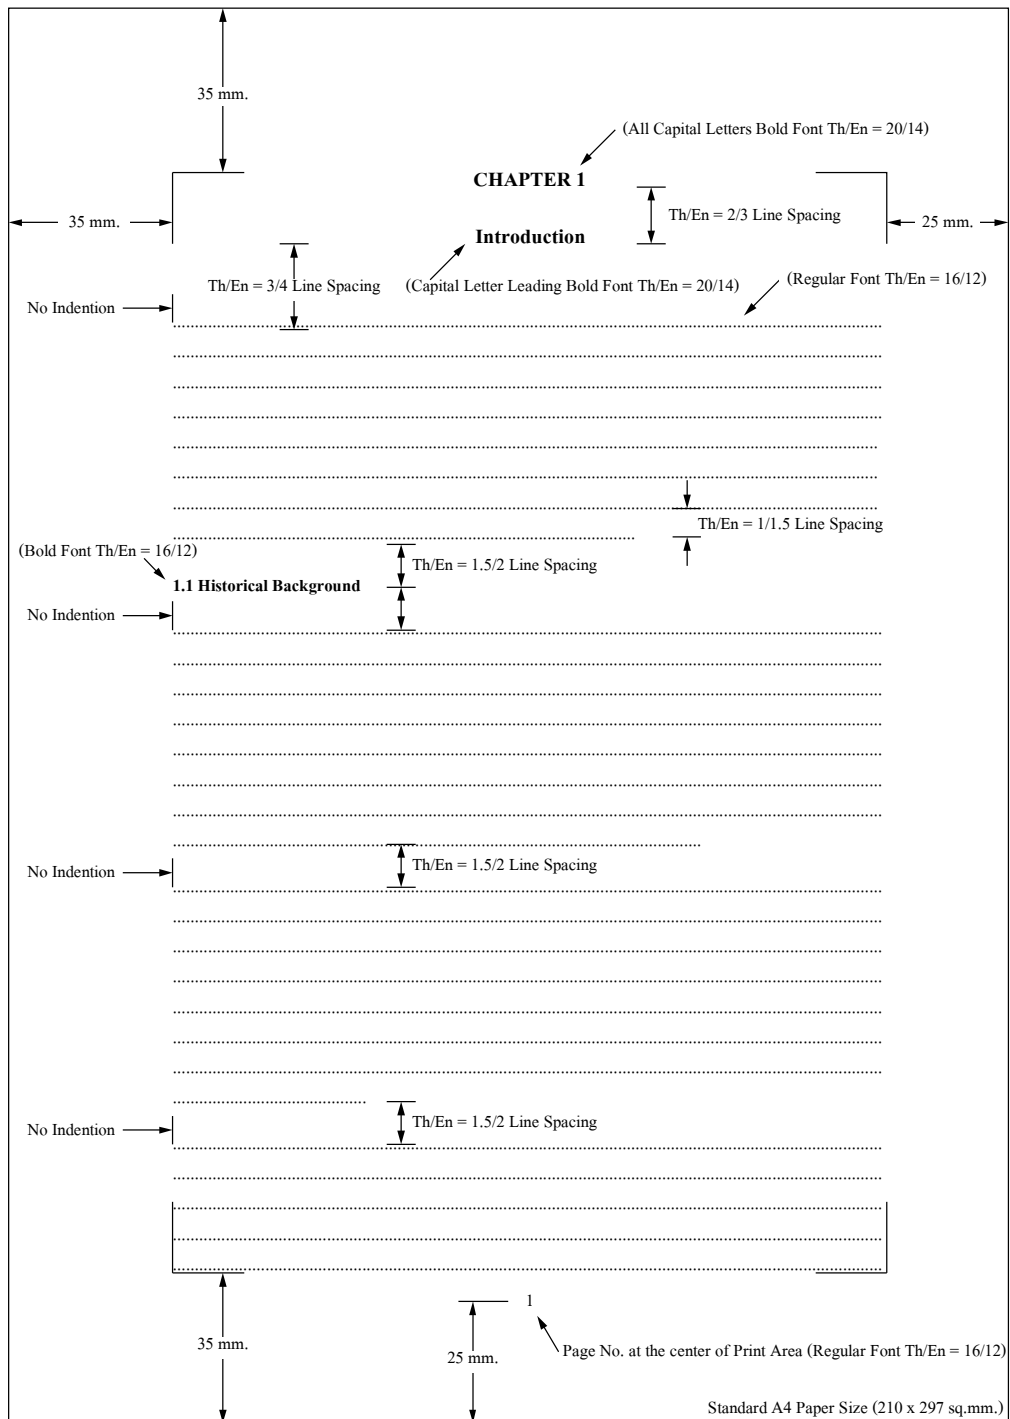 35 mm.
(All Capital Letters Bold Font Th/En = 20/14)
CHAPTER 1
35 mm.
Th/En = 2/3 Line Spacing
25 mm.
Introduction
Th/En = 3/4 Line Spacing
(Capital Letter Leading Bold Font Th/En = 20/14)
(Regular Font Th/En = 16/12)
No Indention
Th/En = 1/1.5 Line Spacing
(Bold Font Th/En = 16/12)
Th/En = 1.5/2 Line Spacing
1.1 Historical Background
No Indention
Th/En = 1.5/2 Line Spacing
No Indention
Th/En = 1.5/2 Line Spacing
No Indention
1
35 mm.
25 mm.
Page No. at the center of Print Area (Regular Font Th/En = 16/12)
Standard A4 Paper Size (210 x 297 sq.mm.)